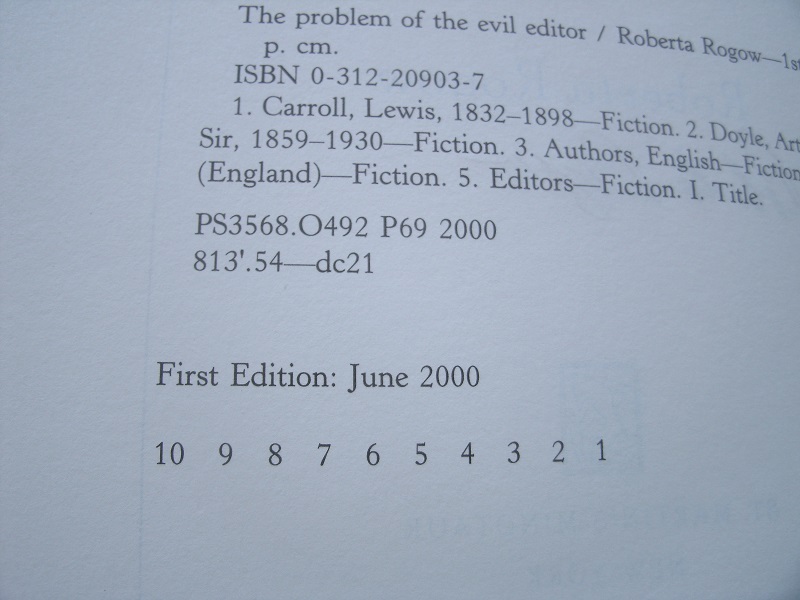 The problem of the evil editor / Roberta Rogow—1st
p. cm.
ISBN 0-312-20903-7
1. Carroll, Lewis, 1832–1898—Fiction. 2. Doyle, Art
Sir, 1859–1930—Fiction. 3. Authors, English—Fiction
(England)—Fiction. 5. Editors—Fiction. I. Title.
PS3568.O492 P69 2000
813'.54—dc21
First Edition: June 2000
10 9 8 7 6 5 4 3 2 1